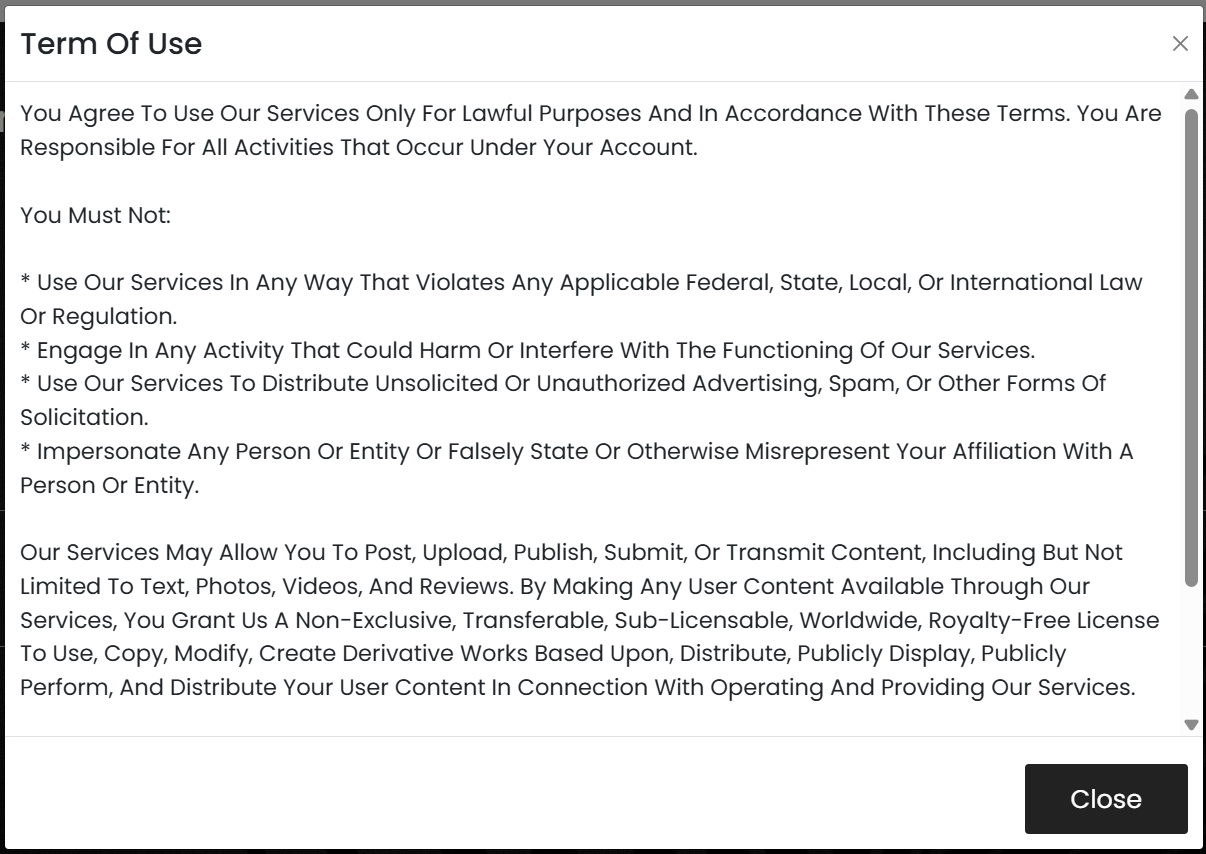 Term Of Use
You Agree To Use Our Services Only For Lawful Purposes And In Accordance With These Terms. You Are
Responsible For All Activities That Occur Under Your Account.
You Must Not:
* Use Our Services In Any Way That Violates Any Applicable Federal, State, Local, Or International Law
Or Regulation.
* Engage In Any Activity That Could Harm Or Interfere With The Functioning Of Our Services.
* Use Our Services To Distribute Unsolicited Or Unauthorized Advertising, Spam, Or Other Forms Of
Solicitation.
* Impersonate Any Person Or Entity Or Falsely State Or Otherwise Misrepresent Your Affiliation With A
Person Or Entity.
Our Services May Allow You To Post, Upload, Publish, Submit, Or Transmit Content, Including But Not
Limited To Text, Photos, Videos, And Reviews. By Making Any User Content Available Through Our
Services, You Grant Us A Non-Exclusive, Transferable, Sub-Licensable, Worldwide, Royalty-Free License
To Use, Copy, Modify, Create Derivative Works Based Upon, Distribute, Publicly Display, Publicly
Perform, And Distribute Your User Content In Connection With Operating And Providing Our Services.
Close